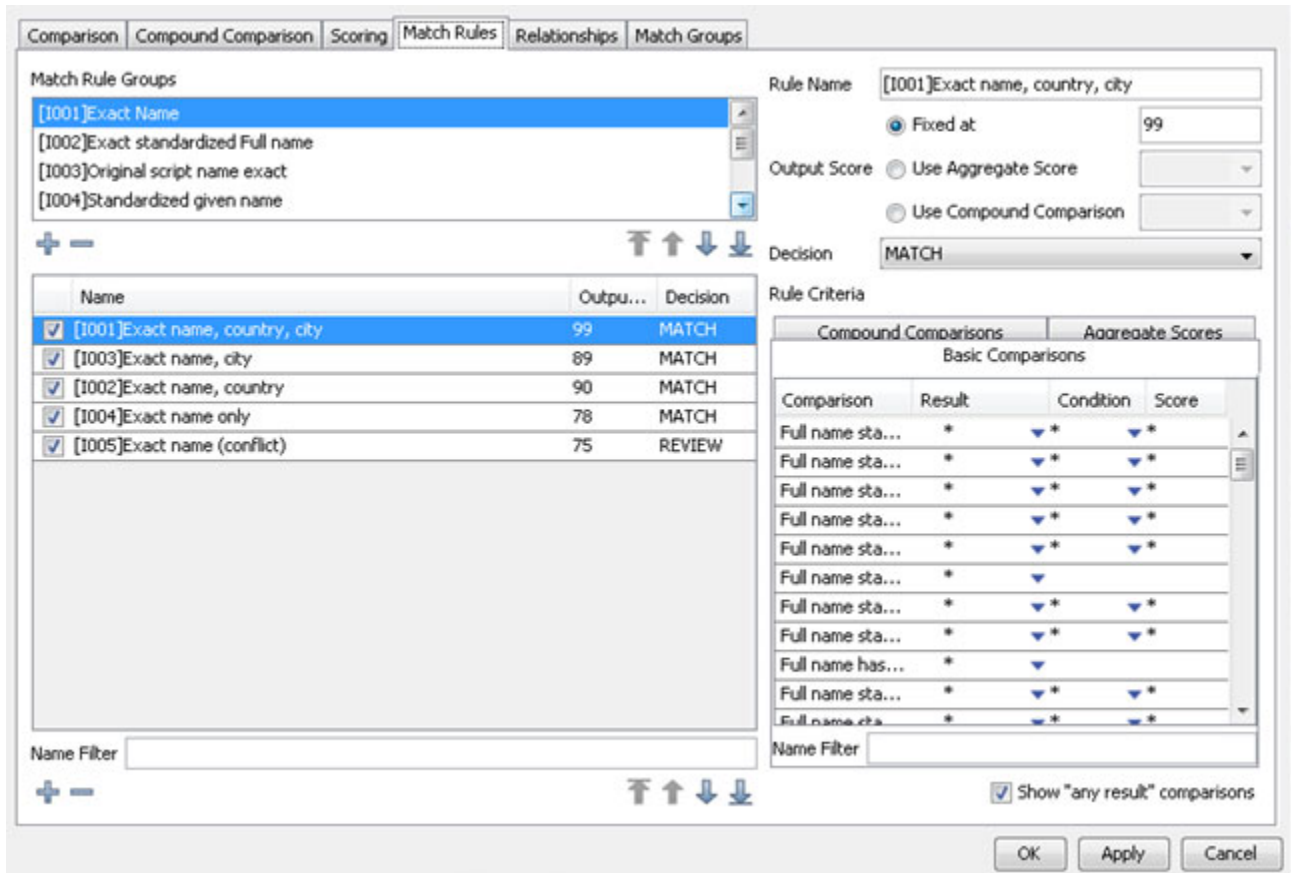 Comparison Compound Comparison Scoring Match Rules Relationships Match Groups
Match Rule Groups
[I001]Exact Name
[I002]Exact standardized Full name
[I003]Original script name exact
[I004]Standardized given name
Name Outpu... Decision
[I001]Exact name, country, city 99 MATCH
[I003]Exact name, city 89 MATCH
[I002]Exact name, country 90 MATCH
[I004]Exact name only 78 MATCH
[I005]Exact name (conflict) 75 REVIEW
Name Filter
Rule Name [I001]Exact name, country, city
Fixed at 99
Output Score Use Aggregate Score
Use Compound Comparison
Decision MATCH
Rule Criteria
Compound Comparisons Aggregate Scores
Basic Comparisons
Comparison Result Condition Score
Full name sta... * * *
Full name sta... * * *
Full name sta... * * *
Full name sta... * * *
Full name sta... * * *
Full name sta... *
Full name sta... * * *
Full name sta... * * *
Full name has... *
Full name sta... * * *
Full name sta * * *
Name Filter
Show "any result" comparisons
OK Apply Cancel